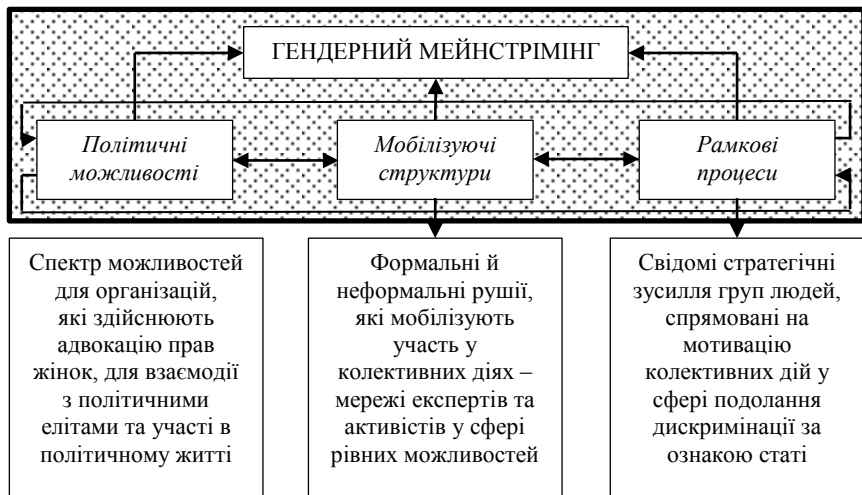 ГЕНДЕРНИЙ МЕЙНСТРІМІНГ
Політичні
можливості
Мобілізуючі
структури
Рамкові
процеси
Спектр можливостей
для організацій,
які здійснюють
адвокацію прав
жінок, для взаємодії
з політичними
елітами та участі в
політичному житті
Формальні й
неформальні рушії,
які мобілізують
участь у
колективних діях –
мережі експертів та
активістів у сфері
рівних можливостей
Свідомі стратегічні
зусилля груп людей,
спрямовані на
мотивацію
колективних дій у
сфері подолання
дискримінації за
ознакою статі